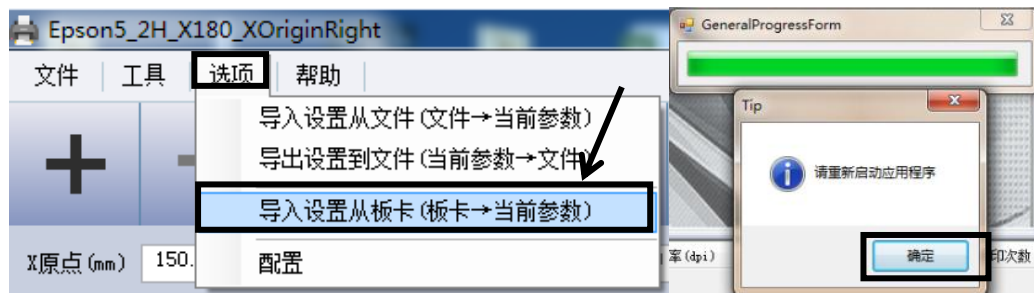 Epson5_2H_X180_XOriginRight
文件 工具 选项 帮助
导入设置从文件(文件→当前参数)
导出设置到文件(当前参数→文件)
导入设置从板卡(板卡→当前参数)
配置
X原点(mm) 150.
GeneralProgressForm
Tip
请重新启动应用程序
确定
率(dpi)
印次数